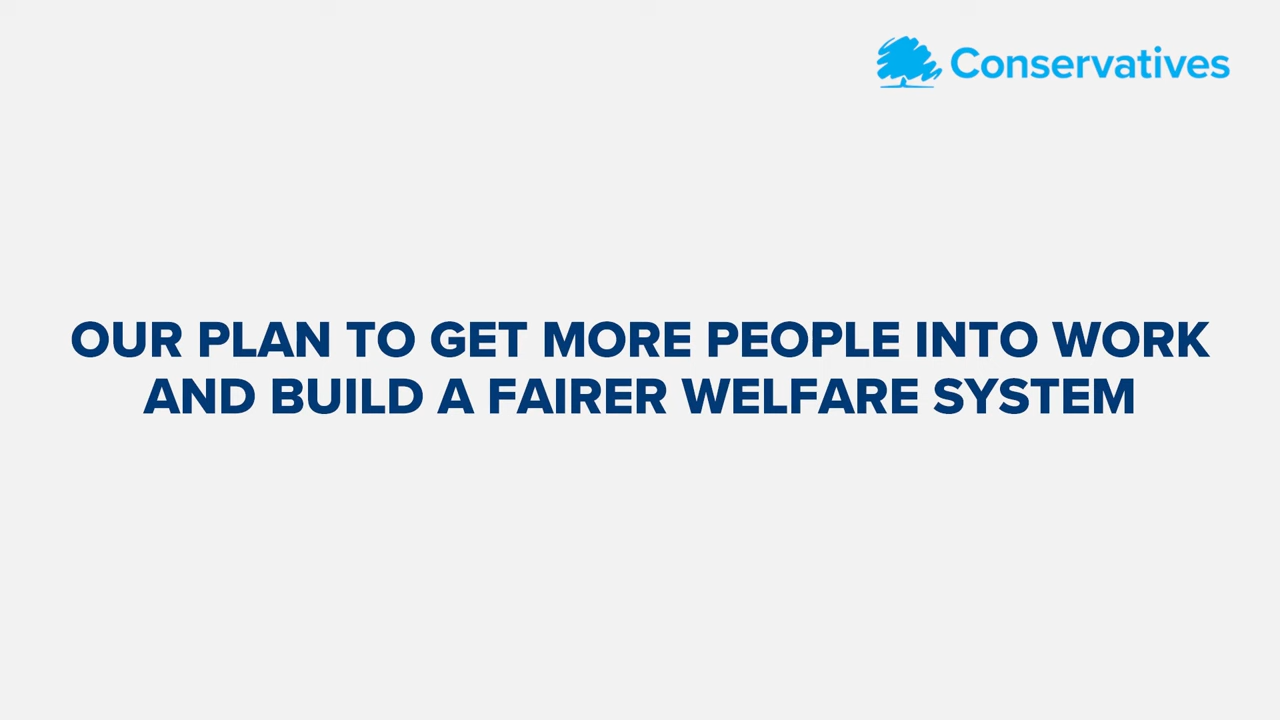 Conservatives
OUR PLAN TO GET MORE PEOPLE INTO WORK
AND BUILD A FAIRER WELFARE SYSTEM